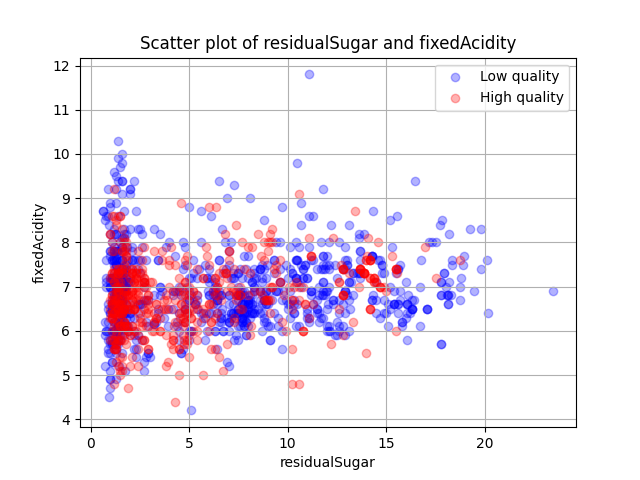 Scatter plot of residualSugar and fixedAcidity
Low quality
High quality
12
11
10
9
8
7
6
5
4
fixedAcidity
0 5 10 15 20
residualSugar